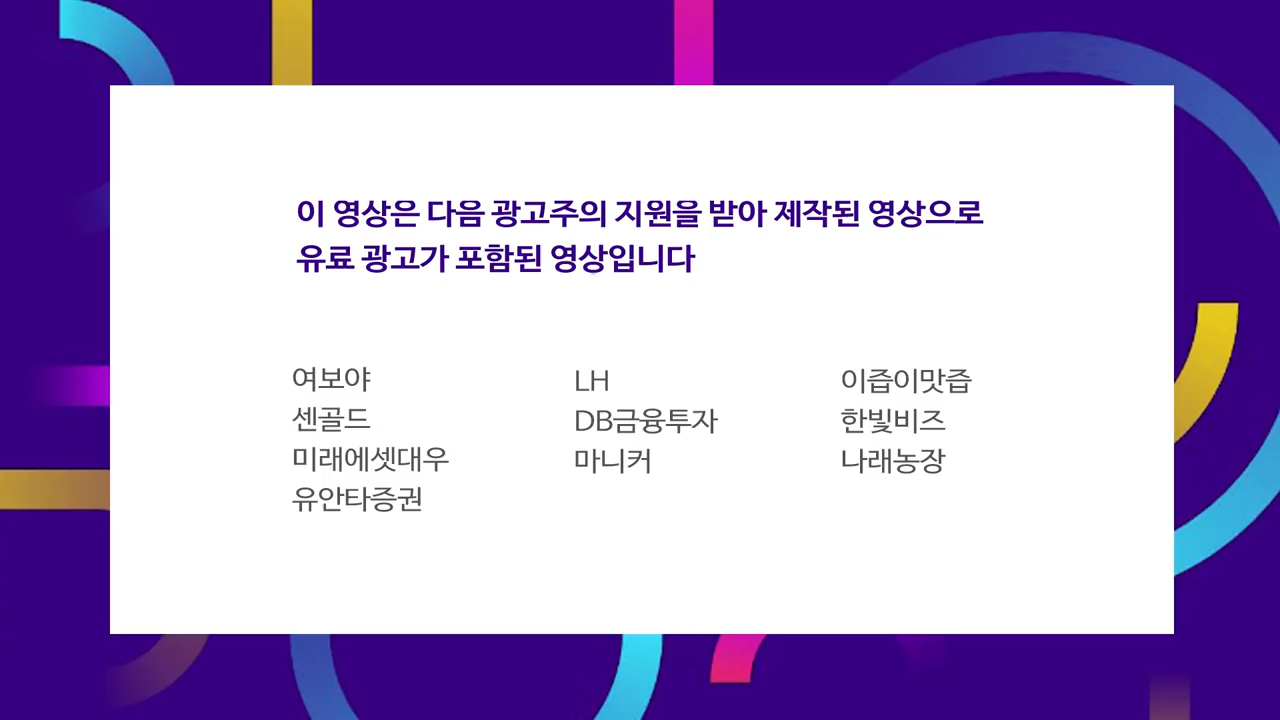 이 영상은 다음 광고주의 지원을 받아 제작된 영상으로
유료 광고가 포함된 영상입니다
여보야
센골드
미래에셋대우
유안타증권
LH
DB금융투자
마니커
이즙이맛즙
한빛비즈
나래농장